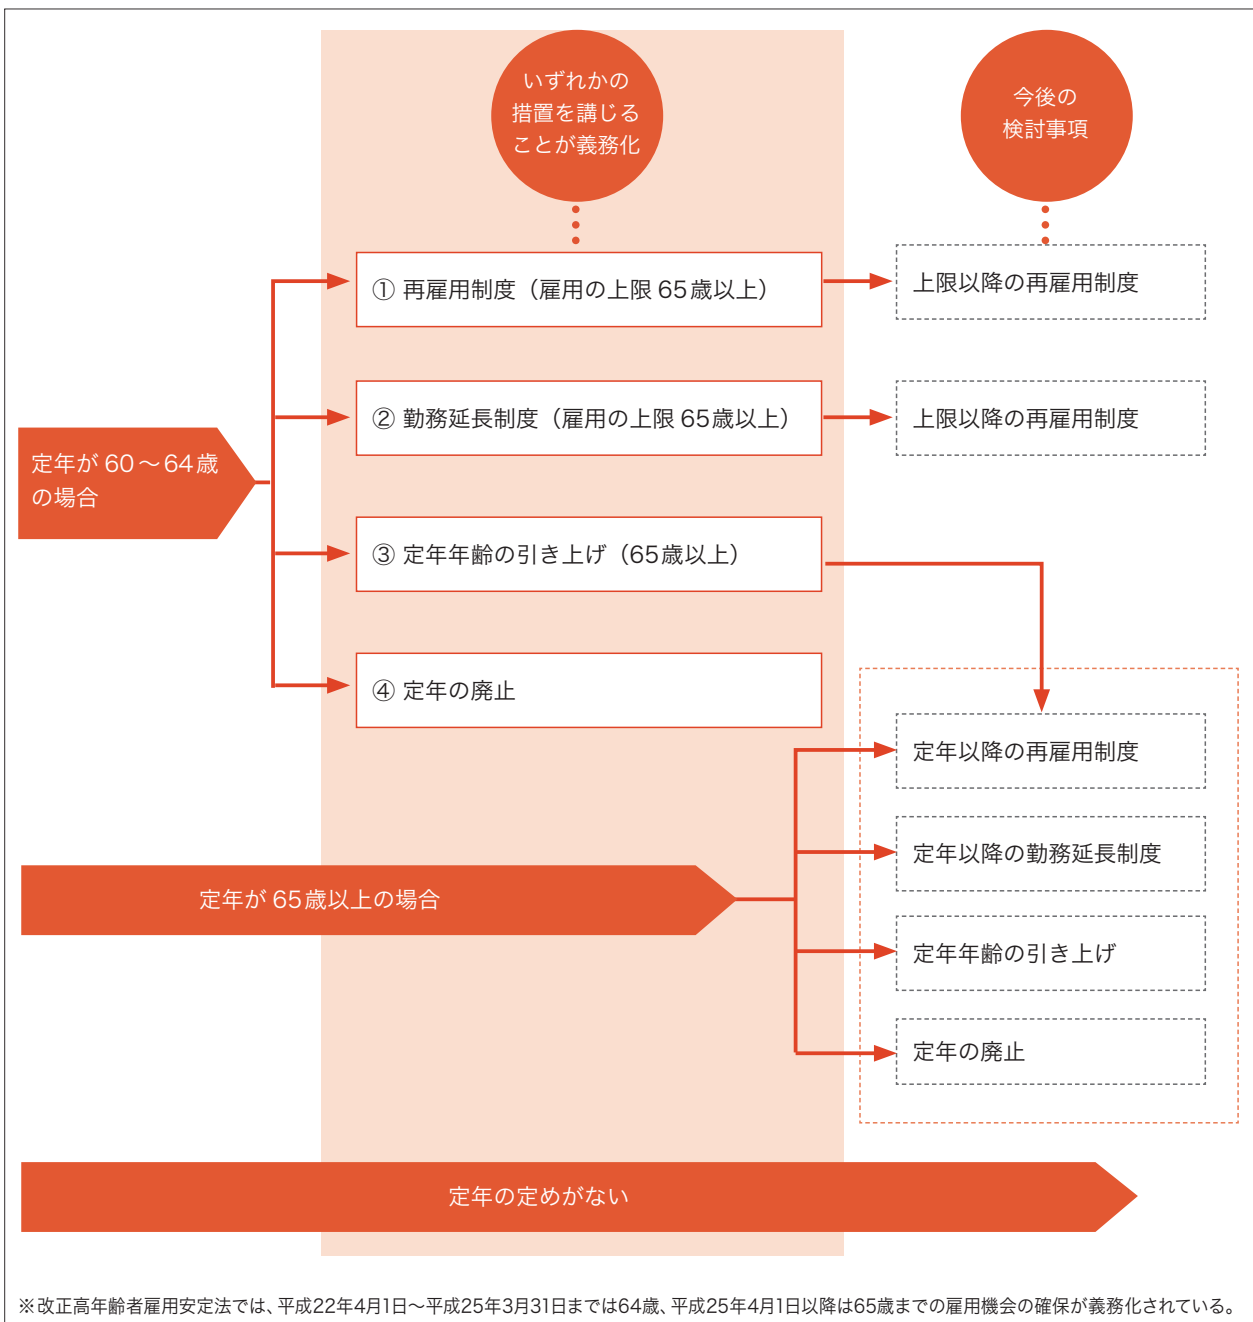 いずれかの
措置を講じる
ことが義務化
今後の
検討事項
① 再雇用制度（雇用の上限 65歳以上）
上限以降の再雇用制度
② 勤務延長制度（雇用の上限 65歳以上）
上限以降の再雇用制度
定年が 60～64歳
の場合
③ 定年年齢の引き上げ（65歳以上）
④ 定年の廃止
定年以降の再雇用制度
定年以降の勤務延長制度
定年が 65歳以上の場合
定年年齢の引き上げ
定年の廃止
定年の定めがない
※改正高年齢者雇用安定法では、平成22年4月1日～平成25年3月31日までは64歳、平成25年4月1日以降は65歳までの雇用機会の確保が義務化されている。